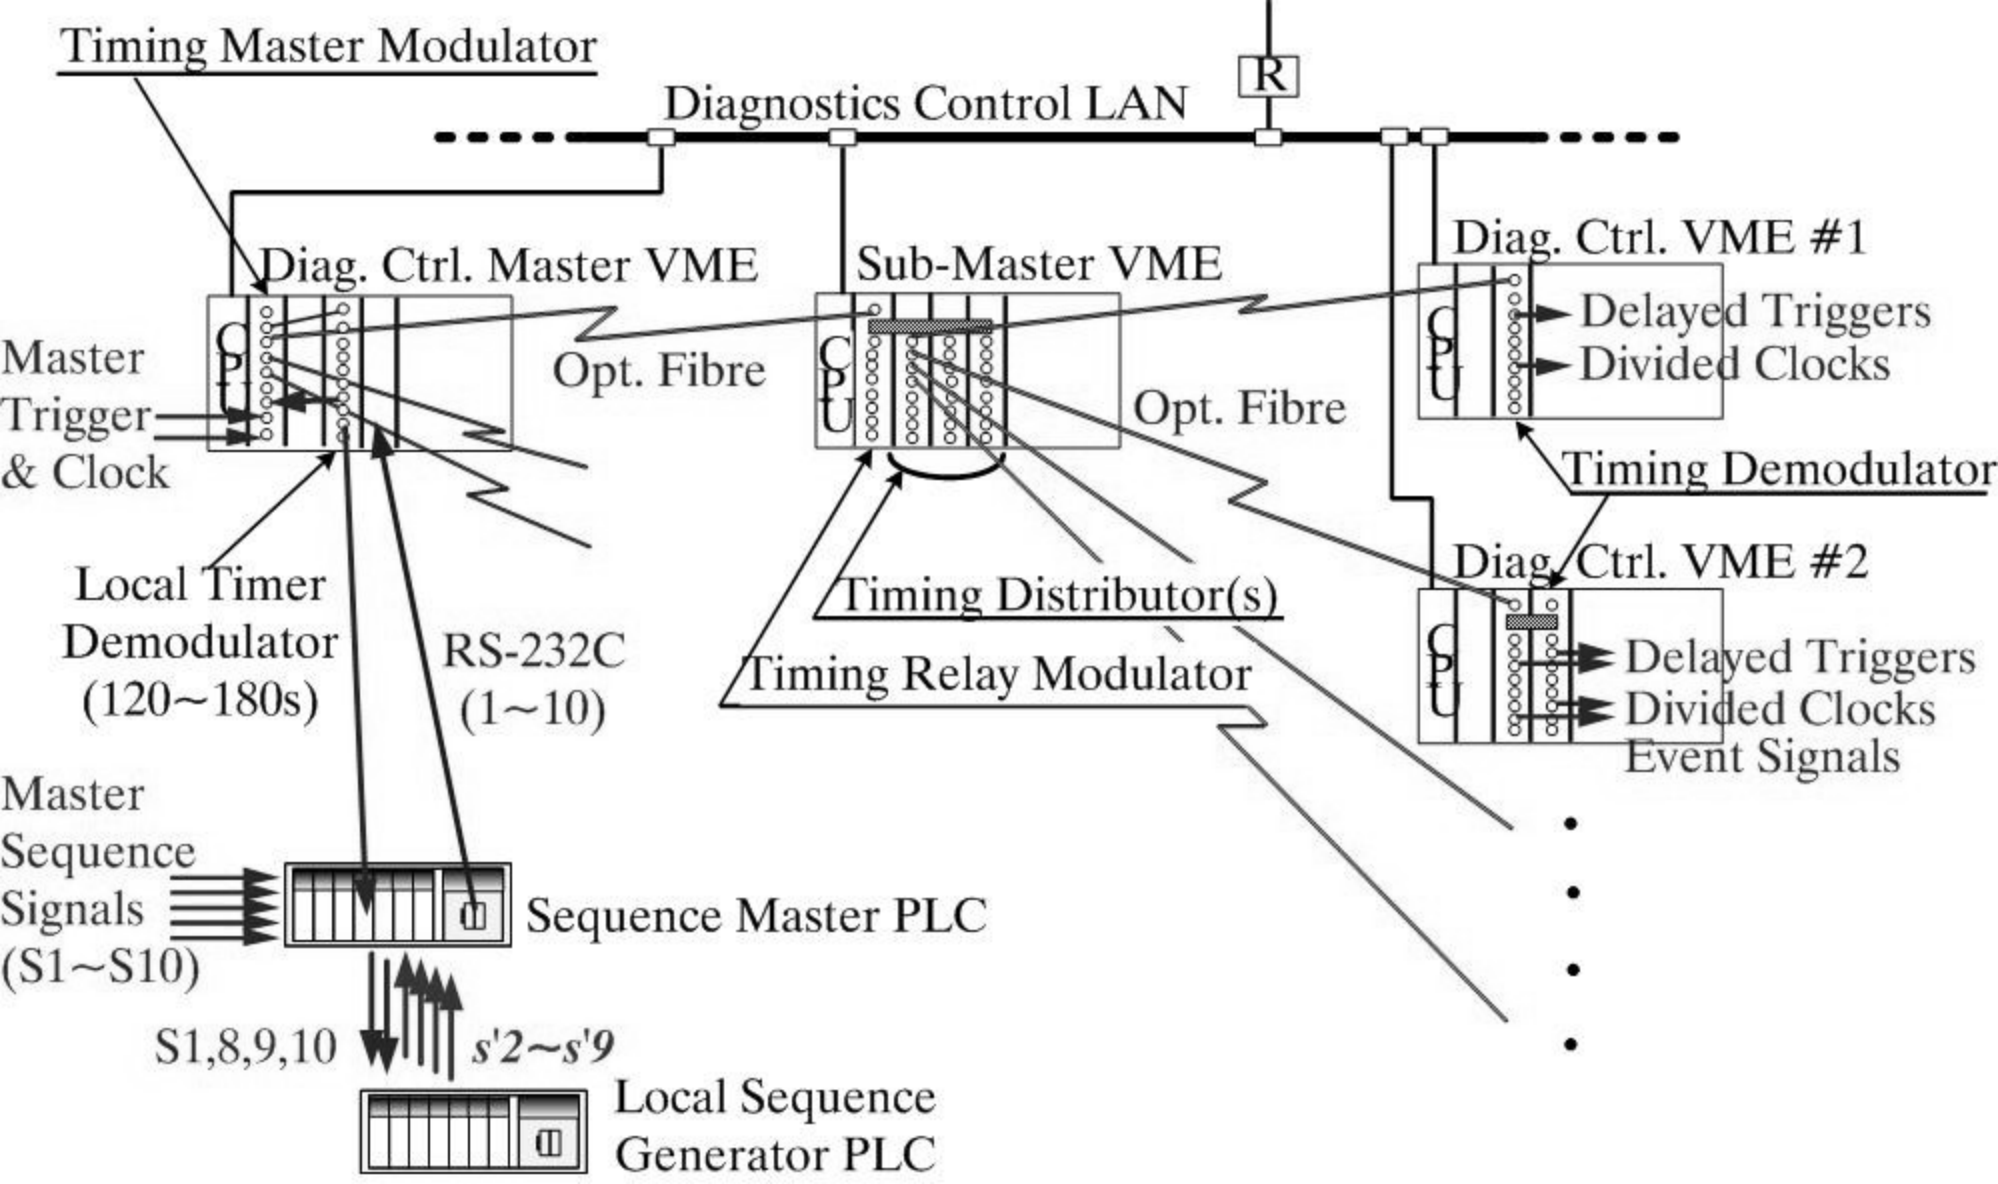 Timing Master Modulator
R
Diagnostics Control LAN
Diag. Ctrl. Master VME
Sub-Master VME
Diag. Ctrl. VME #1
CPU
CPU
CPU
Delayed Triggers
Divided Clocks
Master
Trigger
& Clock
Opt. Fibre
Opt. Fibre
Timing Demodulator
Local Timer
Demodulator
(120~180s)
RS-232C
(1~10)
Timing Distributor(s)
Timing Relay Modulator
Diag. Ctrl. VME #2
CPU
Delayed Triggers
Divided Clocks
Event Signals
Master
Sequence
Signals
(S1~S10)
Sequence Master PLC
S1,8,9,10
s'2~s'9
Local Sequence
Generator PLC